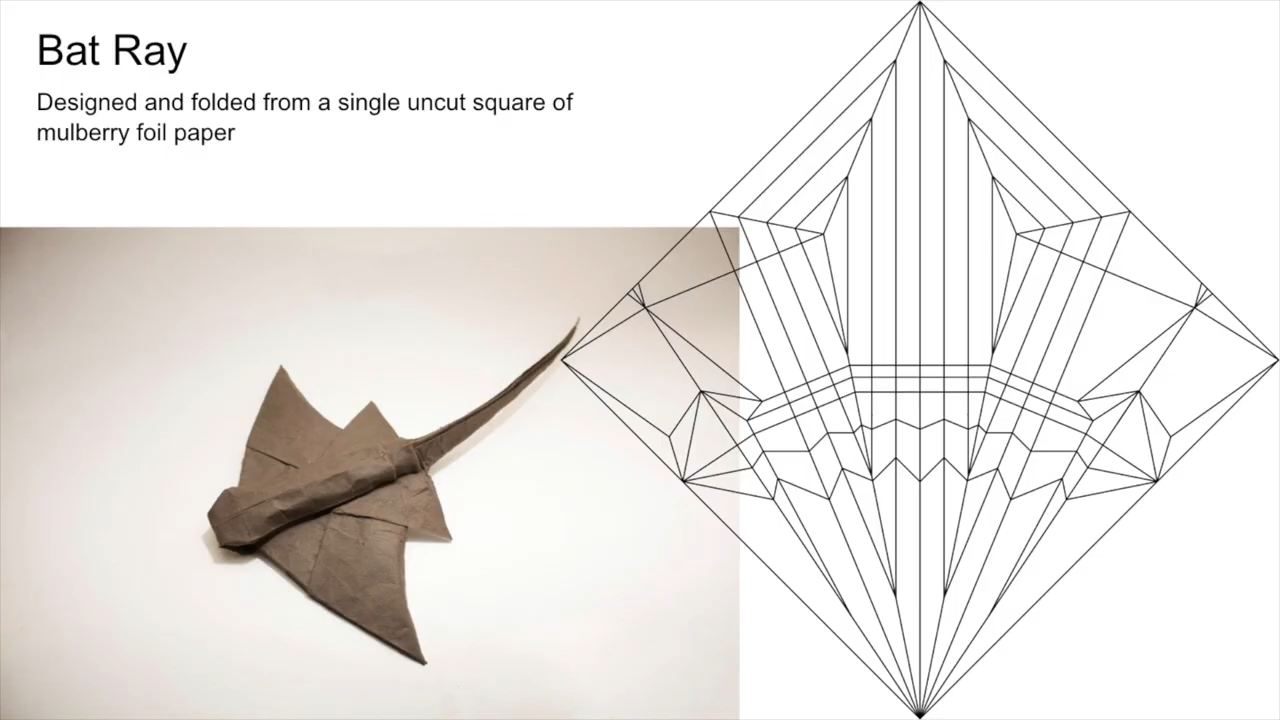 Bat Ray
Designed and folded from a single uncut square of
mulberry foil paper